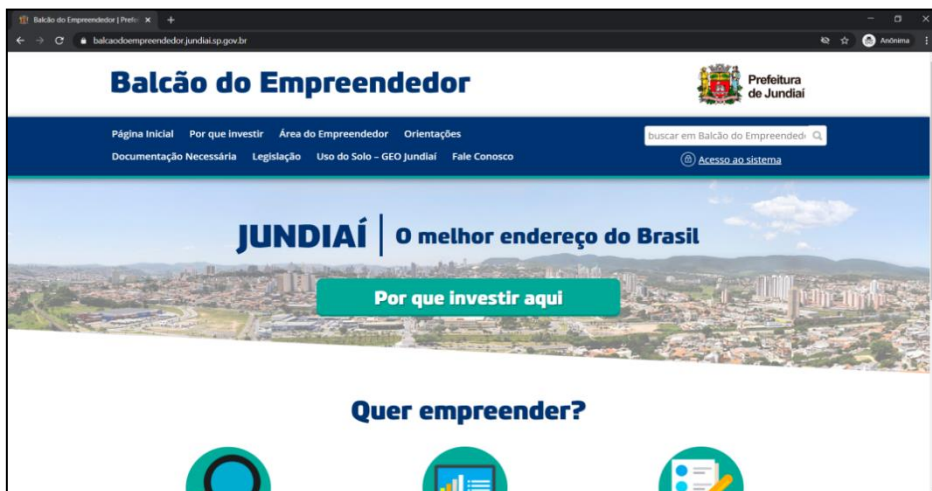 Balcão do Empreendedor | Prefei
balcaodoempreendedor.jundiai.sp.gov.br
Anônima
Balcão do Empreendedor
Prefeitura
de Jundiaí
Página Inicial Por que investir Área do Empreendedor Orientações
buscar em Balcão do Empreended
Documentação Necessária Legislação Uso do Solo – GEO Jundiaí Fale Conosco
Acesso ao sistema
JUNDIAÍ | O melhor endereço do Brasil
Por que investir aqui
Quer empreender?